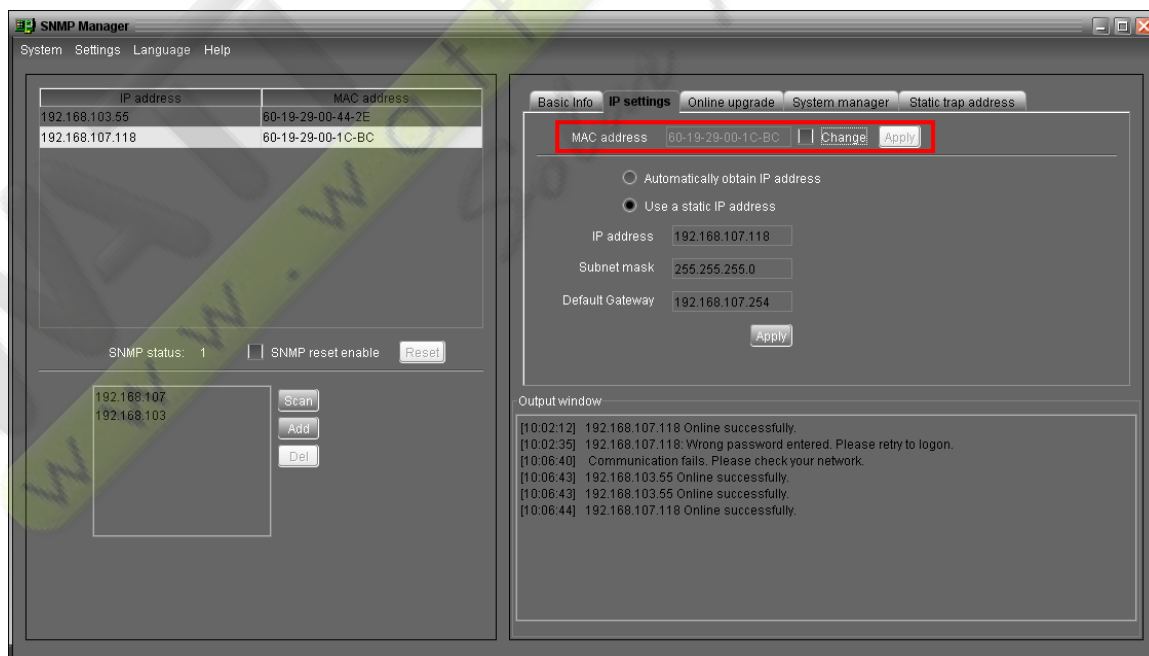 SNMP Manager
System Settings Language Help
IP address MAC address
192.168.103.55 60-19-29-00-44-2E
192.168.107.118 60-19-29-00-1C-BC
SNMP status: 1 SNMP reset enable Reset
192.168.107
192.168.103
Scan
Add
Del
Basic Info IP settings Online upgrade System manager Static trap address
MAC address 60-19-29-00-1C-BC Change Apply
Automatically obtain IP address
Use a static IP address
IP address 192.168.107.118
Subnet mask 255.255.255.0
Default Gateway 192.168.107.254
Apply
Output window
[10:02:12] 192.168.107.118 Online successfully.
[10:02:35] 192.168.107.118: Wrong password entered. Please retry to logon.
[10:06:40] Communication fails. Please check your network.
[10:06:43] 192.168.103.55 Online successfully.
[10:06:43] 192.168.103.55 Online successfully.
[10:06:44] 192.168.107.118 Online successfully.